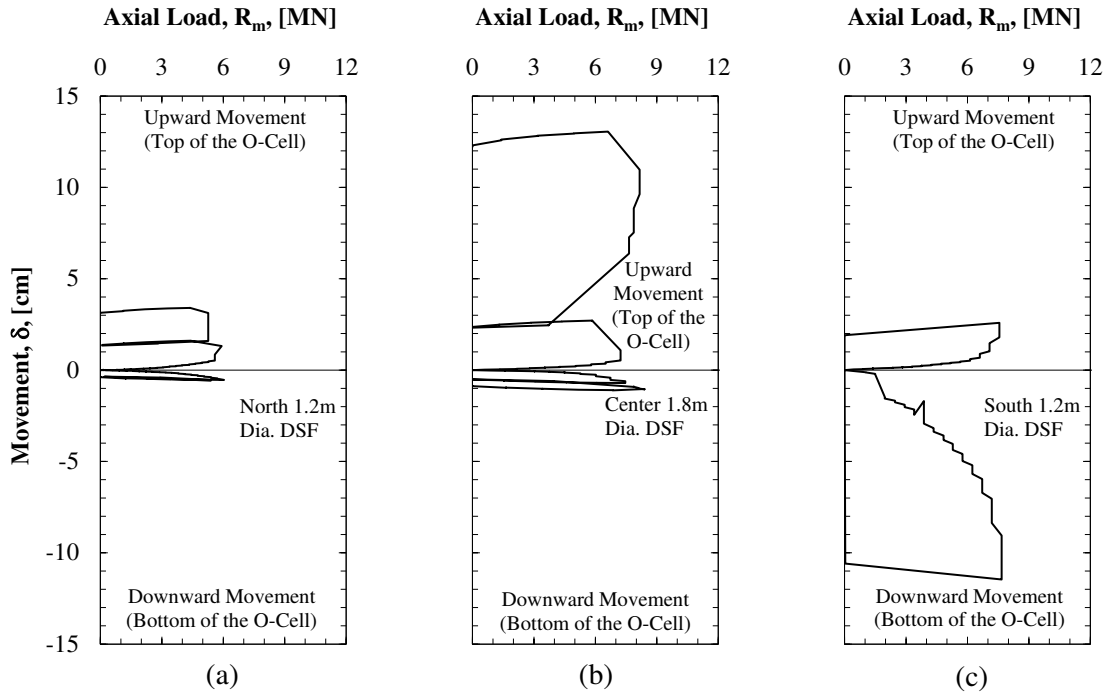 Axial Load, Rm, [MN] Axial Load, Rm, [MN] Axial Load, Rm, [MN]
0 3 6 9 12 0 3 6 9 12 0 3 6 9 12
15
Upward Movement
(Top of the O-Cell)
Upward Movement
(Top of the O-Cell)
10
5
Upward
Movement
(Top of the
O-Cell)
0
North 1.2m
Dia. DSF
Center 1.8m
Dia. DSF
South 1.2m
Dia. DSF
Movement, δ, [cm]
-5
-10
Downward Movement
(Bottom of the O-Cell)
Downward Movement
(Bottom of the O-Cell)
Downward Movement
(Bottom of the O-Cell)
-15
(a) (b) (c)